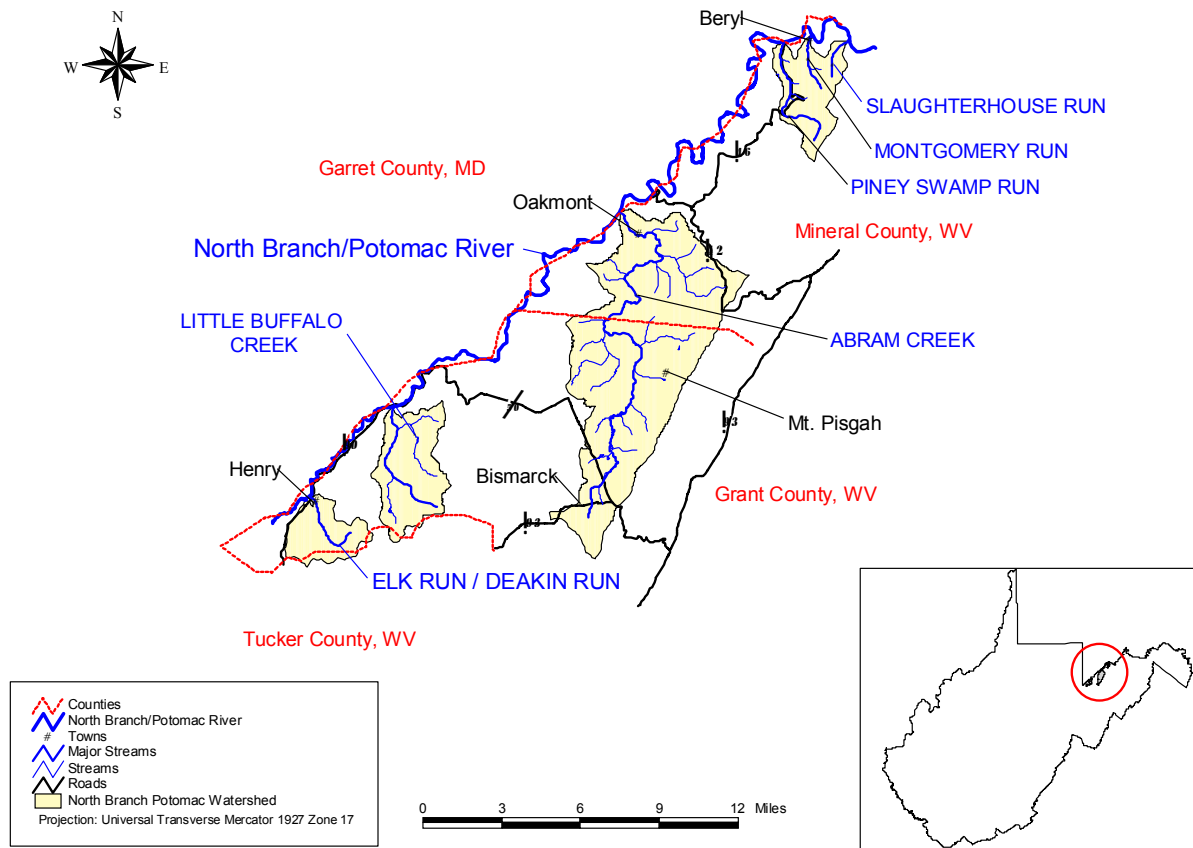 N
W
E
S
Beryl
SLAUGHTERHOUSE RUN
MONTGOMERY RUN
PINEY SWAMP RUN
Garret County, MD
Oakmont
Mineral County, WV
North Branch/Potomac River
LITTLE BUFFALO
CREEK
ABRAM CREEK
Mt. Pisgah
Henry
Bismarck
Grant County, WV
ELK RUN / DEAKIN RUN
Tucker County, WV
Counties
North Branch/Potomac River
# Towns
Major Streams
Streams
Roads
North Branch Potomac Watershed
Projection: Universal Transverse Mercator 1927 Zone 17
0 3 6 9 12 Miles